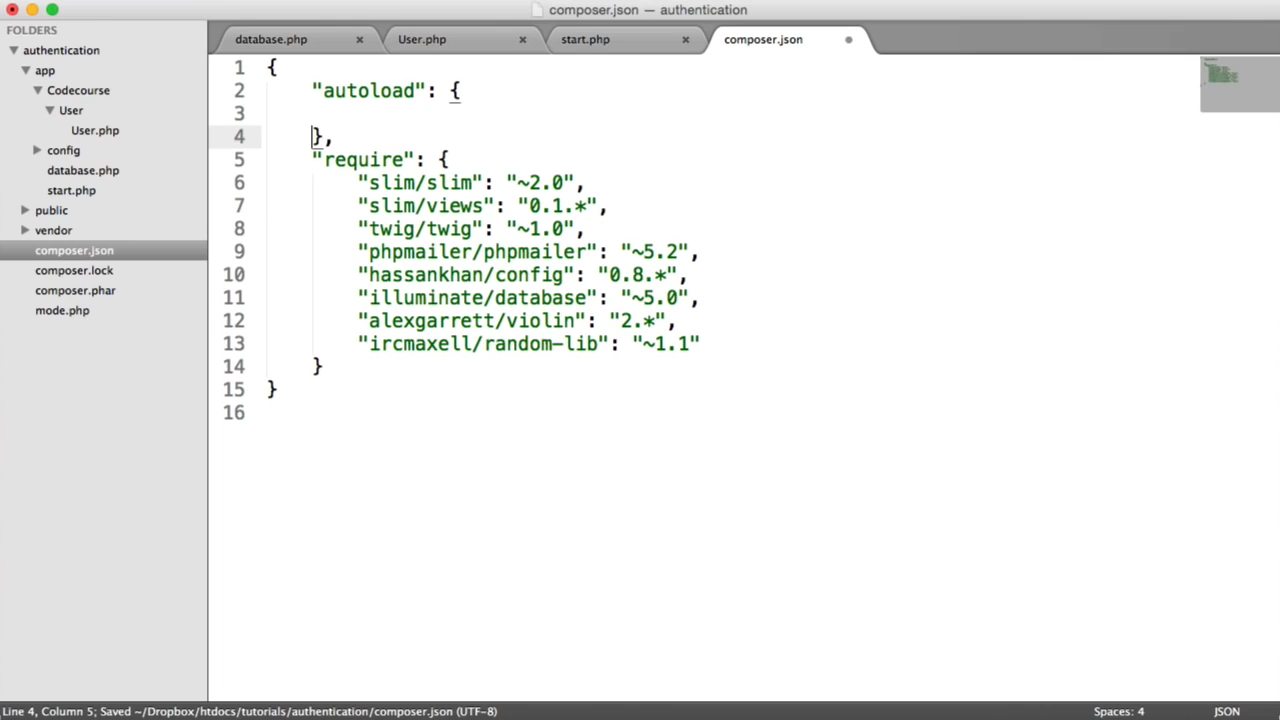 composer.json — authentication
FOLDERS
authentication
app
Codecourse
User
User.php
config
database.php
start.php
public
vendor
composer.json
composer.lock
composer.phar
mode.php
database.php × User.php × start.php × composer.json
1 {
2 "autoload": {
3
4 },
5 "require": {
6 "slim/slim": "~2.0",
7 "slim/views": "0.1.*",
8 "twig/twig": "~1.0",
9 "phpmailer/phpmailer": "~5.2",
10 "hassankhan/config": "0.8.*",
11 "illuminate/database": "~5.0",
12 "alexgarrett/violin": "2.*",
13 "ircmaxell/random-lib": "~1.1"
14 }
15 }
16
Line 4, Column 5; Saved ~/Dropbox/htdocs/tutorials/authentication/composer.json (UTF-8) Spaces: 4 JSON